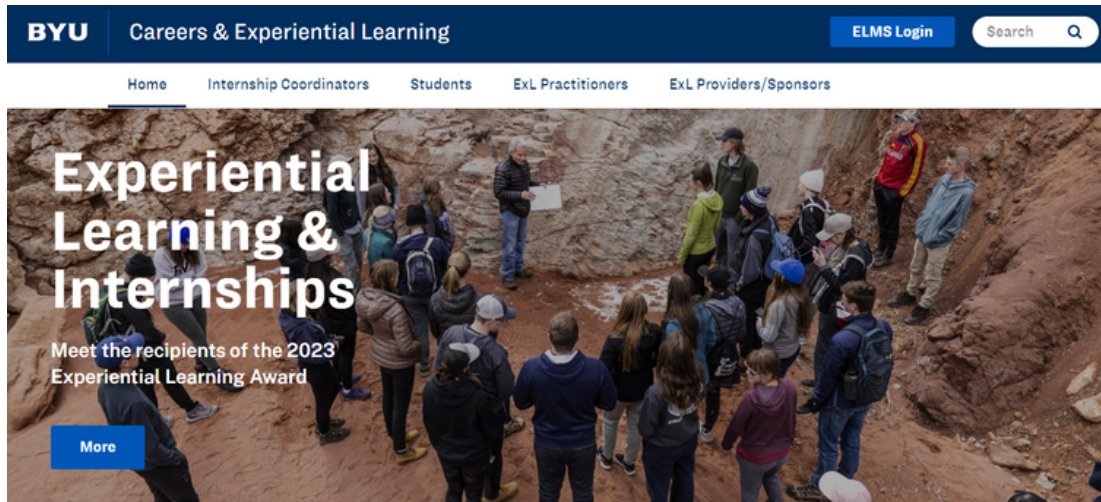 BYU Careers & Experiential Learning ELMS Login Search
Home Internship Coordinators Students ExL Practitioners ExL Providers/Sponsors
Experiential
Learning &
Internships
Meet the recipients of the 2023
Experiential Learning Award
More